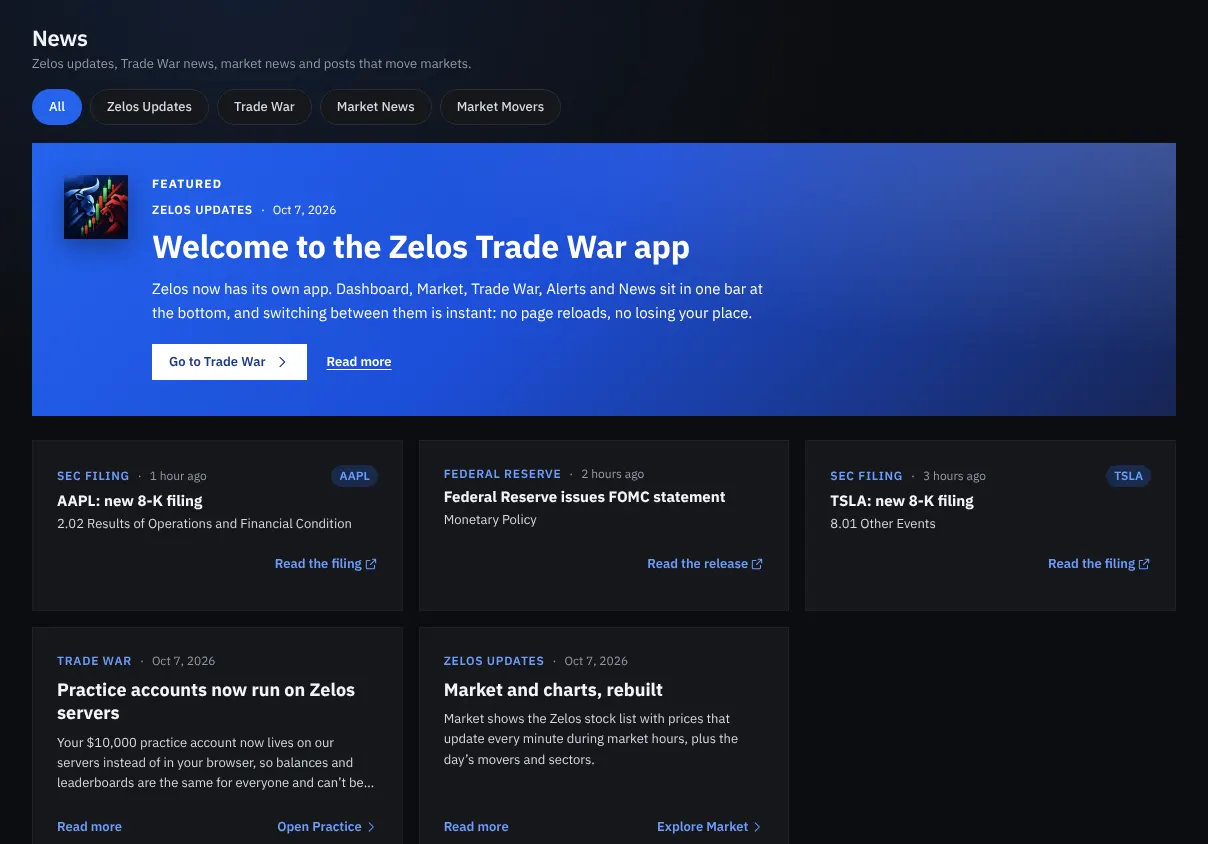 News
Zelos updates, Trade War news, market news and posts that move markets.
All
Zelos Updates
Trade War
Market News
Market Movers
FEATURED
ZELOS UPDATES · Oct 7, 2026
Welcome to the Zelos Trade War app
Zelos now has its own app. Dashboard, Market, Trade War, Alerts and News sit in one bar at
the bottom, and switching between them is instant: no page reloads, no losing your place.
Go to Trade War
Read more
SEC FILING · 1 hour ago
AAPL
AAPL: new 8-K filing
2.02 Results of Operations and Financial Condition
Read the filing
FEDERAL RESERVE · 2 hours ago
Federal Reserve issues FOMC statement
Monetary Policy
Read the release
SEC FILING · 3 hours ago
TSLA
TSLA: new 8-K filing
8.01 Other Events
Read the filing
TRADE WAR · Oct 7, 2026
Practice accounts now run on Zelos
servers
Your $10,000 practice account now lives on our
servers instead of in your browser, so balances and
leaderboards are the same for everyone and can’t be…
Read more
Open Practice
ZELOS UPDATES · Oct 7, 2026
Market and charts, rebuilt
Market shows the Zelos stock list with prices that
update every minute during market hours, plus the
day’s movers and sectors.
Read more
Explore Market